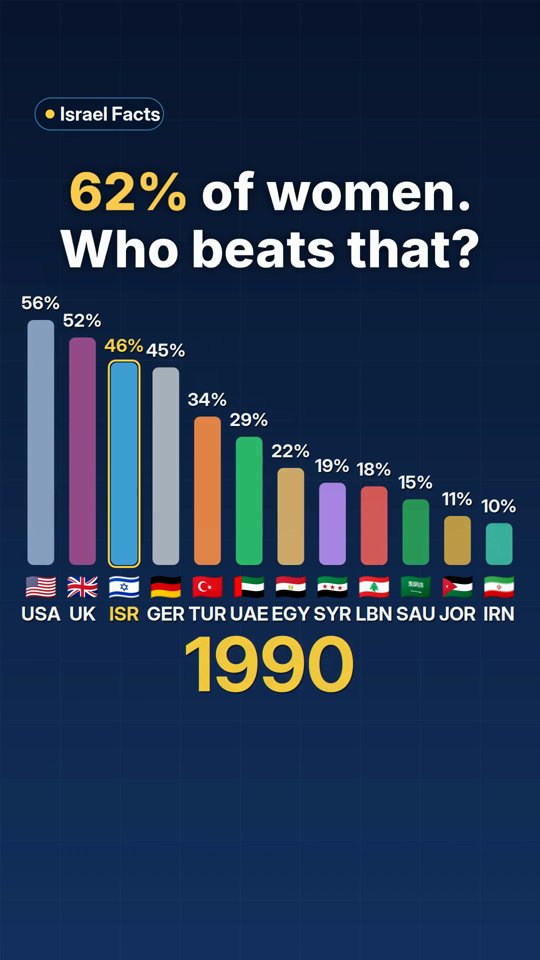 Israel Facts
62% of women.
Who beats that?
56% 52% 46% 45% 34% 29% 22% 19% 18% 15% 11% 10%
USA UK ISR GER TUR UAE EGY SYR LBN SAU JOR IRN
1990